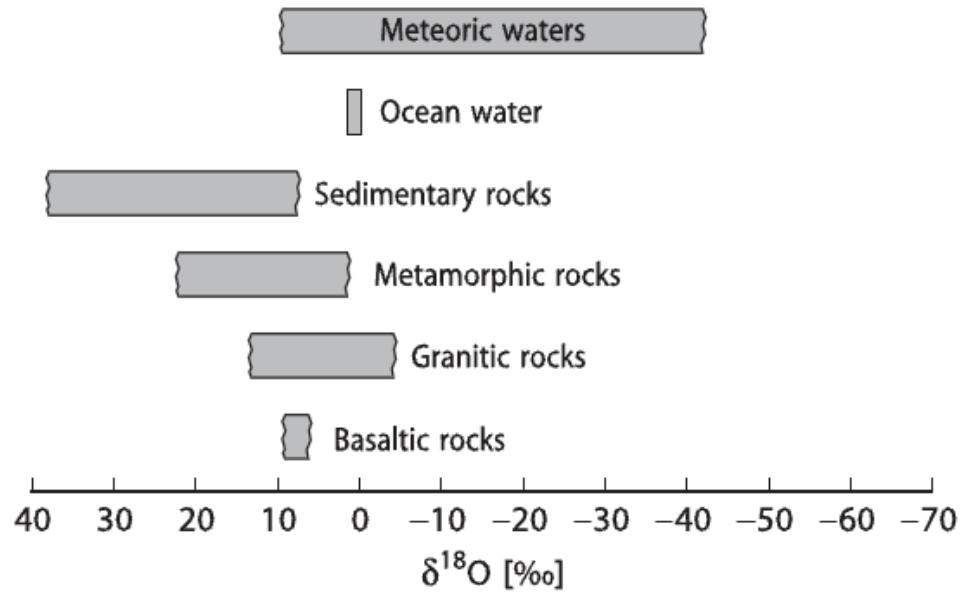 Meteoric waters
Ocean water
Sedimentary rocks
Metamorphic rocks
Granitic rocks
Basaltic rocks
40 30 20 10 0 −10 −20 −30 −40 −50 −60 −70
δ¹⁸O [‰]